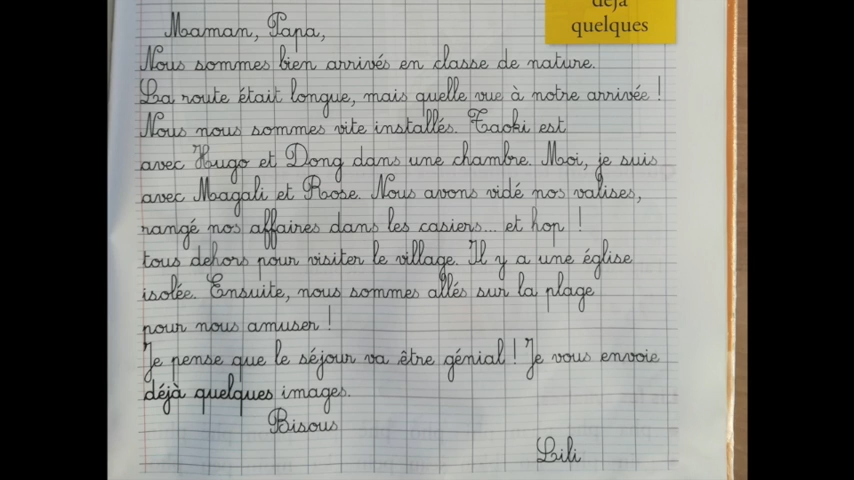 déjà
quelques
Maman, Papa,
Nous sommes bien arrivés en classe de nature.
La route était longue, mais quelle vue à notre arrivée !
Nous nous sommes vite installés. Taoki est
avec Hugo et Dong dans une chambre. Moi, je suis
avec Magali et Rose. Nous avons vidé nos valises,
rangé nos affaires dans les casiers... et hop !
tous dehors pour visiter le village. Il y a une église
isolée. Ensuite, nous sommes allés sur la plage
pour nous amuser !
Je pense que le séjour va être génial ! Je vous envoie
déjà quelques images.
Bisous
Lili